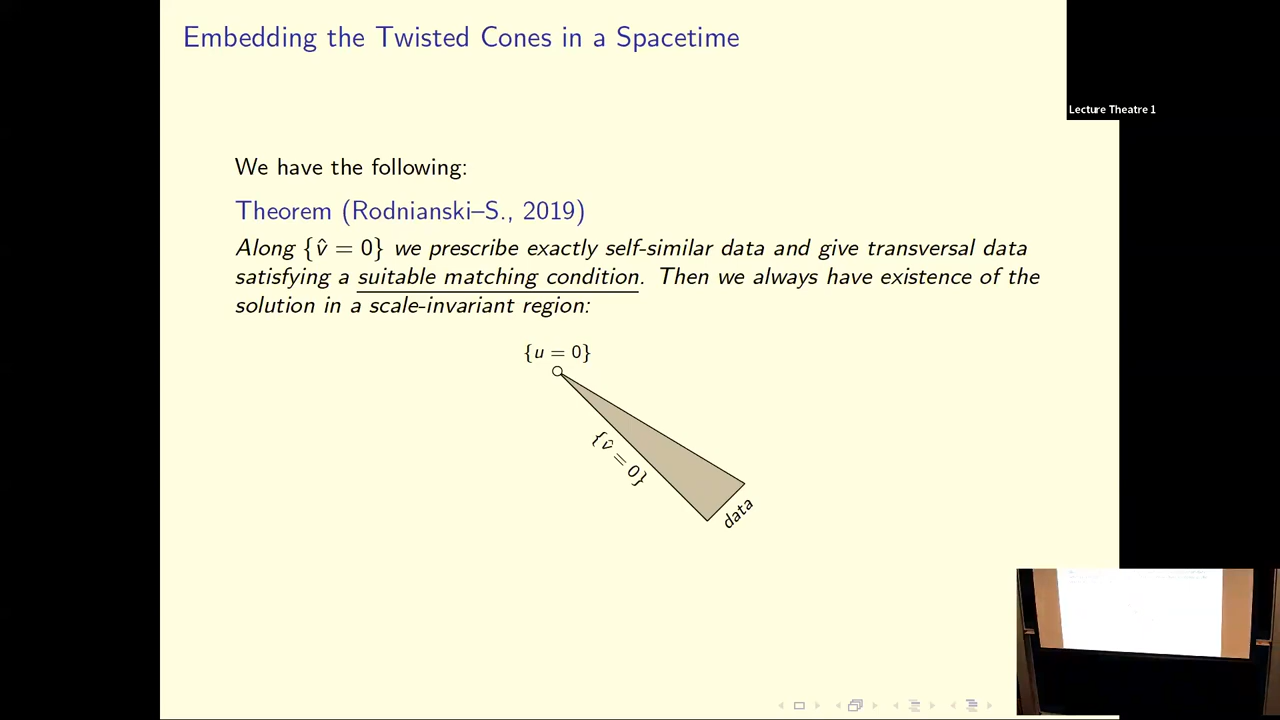 Embedding the Twisted Cones in a Spacetime
Lecture Theatre 1
We have the following:
Theorem (Rodnianski–S., 2019)
Along {v̂ = 0} we prescribe exactly self-similar data and give transversal data
satisfying a suitable matching condition. Then we always have existence of the
solution in a scale-invariant region:
{u = 0}
{v̂ = 0}
data